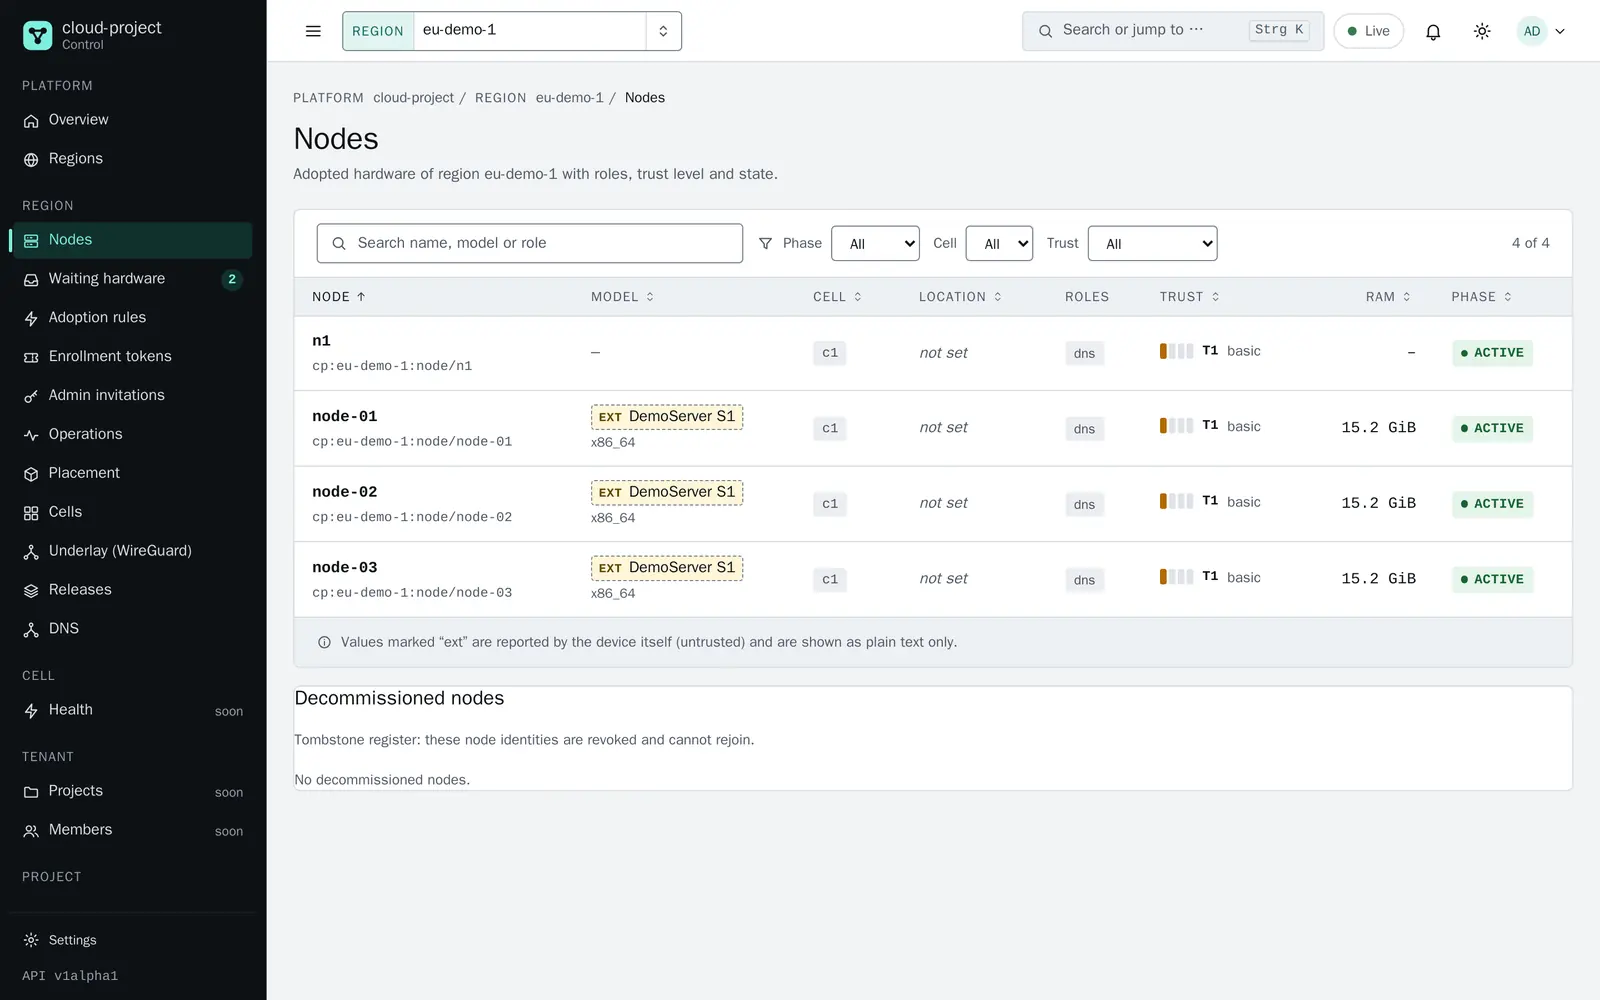 cloud-project
Control
PLATFORM
Overview
Regions
REGION
Nodes
Waiting hardware 2
Adoption rules
Enrollment tokens
Admin invitations
Operations
Placement
Cells
Underlay (WireGuard)
Releases
DNS
CELL
Health soon
TENANT
Projects soon
Members soon
PROJECT
Settings
API v1alpha1
REGION eu-demo-1
Search or jump to ··· Strg K
Live
AD
PLATFORM cloud-project / REGION eu-demo-1 / Nodes
Nodes
Adopted hardware of region eu-demo-1 with roles, trust level and state.
Search name, model or role Phase All Cell All Trust All 4 of 4
NODE MODEL CELL LOCATION ROLES TRUST RAM PHASE
n1
cp:eu-demo-1:node/n1
— c1 not set dns T1 basic – ACTIVE
node-01
cp:eu-demo-1:node/node-01
EXT DemoServer S1
x86_64
c1 not set dns T1 basic 15.2 GiB ACTIVE
node-02
cp:eu-demo-1:node/node-02
EXT DemoServer S1
x86_64
c1 not set dns T1 basic 15.2 GiB ACTIVE
node-03
cp:eu-demo-1:node/node-03
EXT DemoServer S1
x86_64
c1 not set dns T1 basic 15.2 GiB ACTIVE
Values marked “ext” are reported by the device itself (untrusted) and are shown as plain text only.
Decommissioned nodes
Tombstone register: these node identities are revoked and cannot rejoin.
No decommissioned nodes.